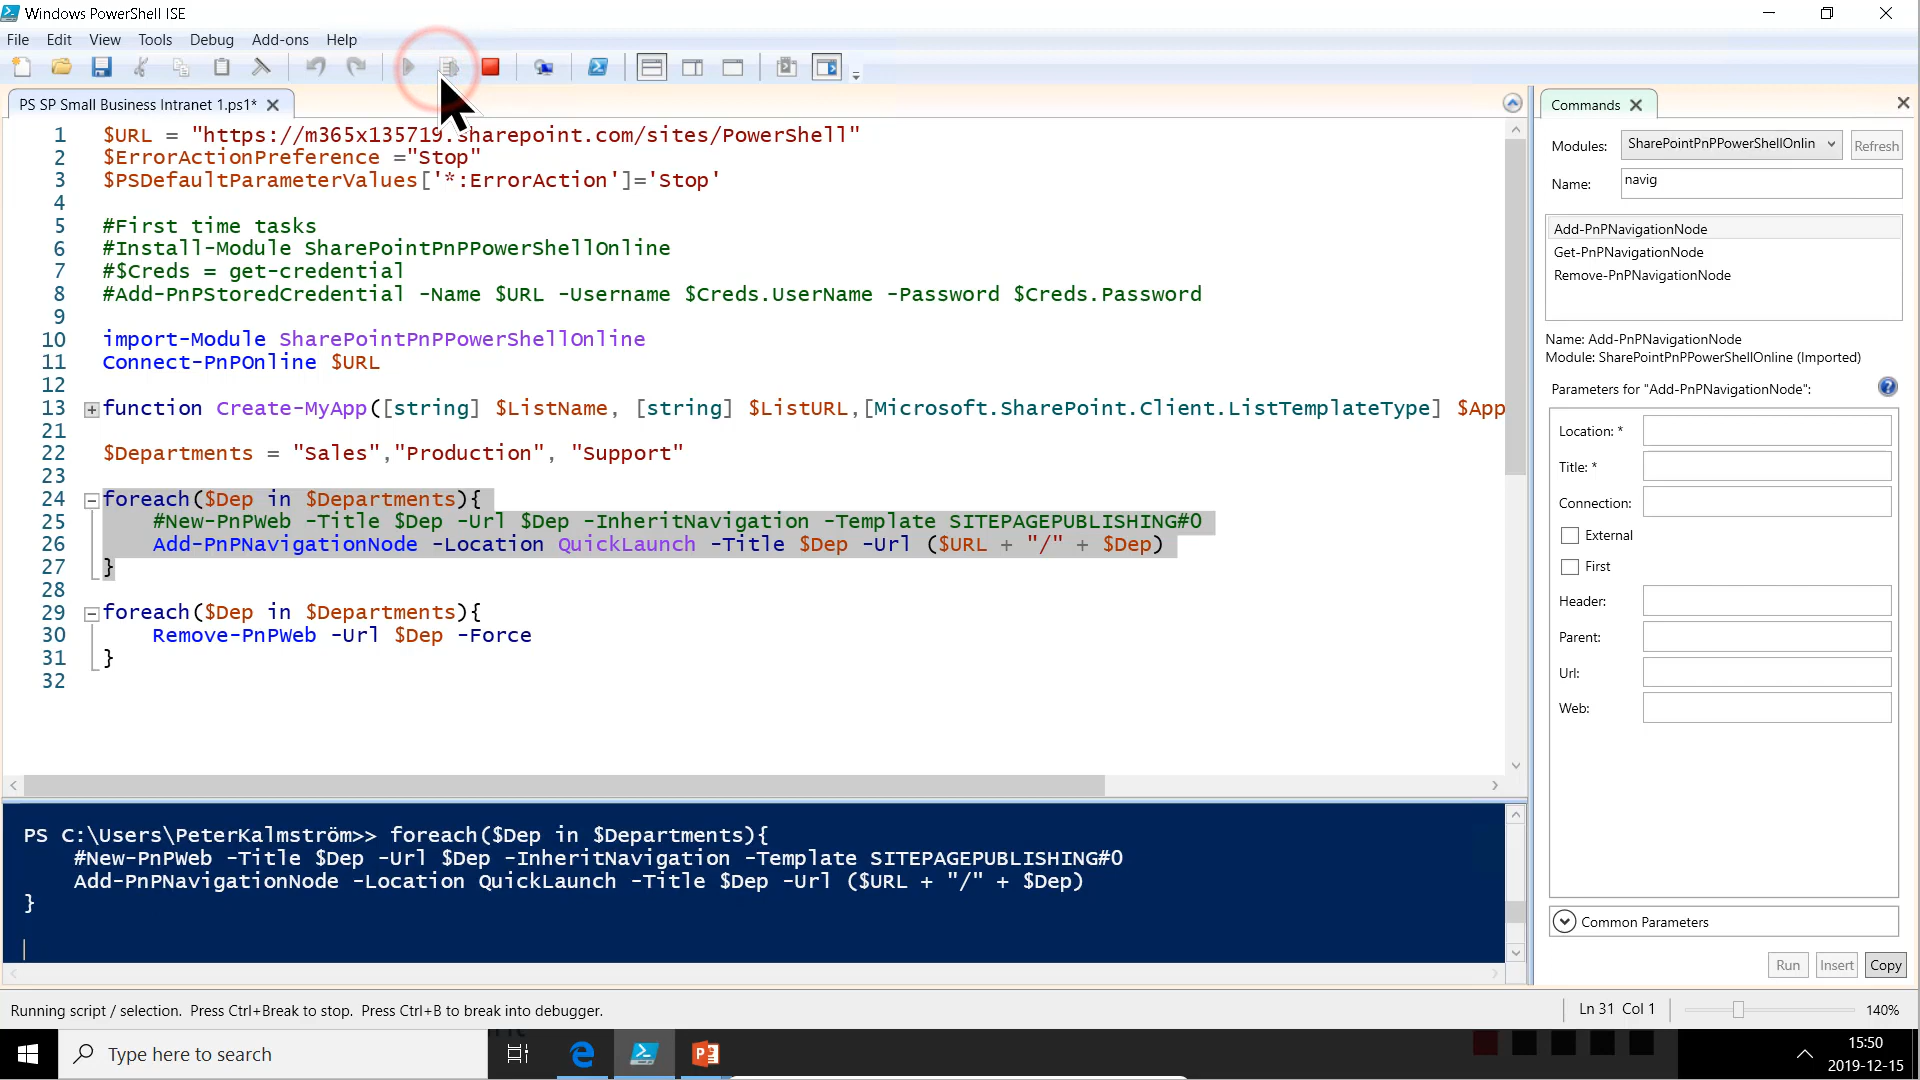 Windows PowerShell ISE
File Edit View Tools Debug Add-ons Help
PS SP Small Business Intranet 1.ps1*
1 $URL = "https://m365x135719.sharepoint.com/sites/PowerShell"
2 $ErrorActionPreference ="Stop"
3 $PSDefaultParameterValues['*:ErrorAction']='Stop'
4
5 #First time tasks
6 #Install-Module SharePointPnPPowerShellOnline
7 #$Creds = get-credential
8 #Add-PnPStoredCredential -Name $URL -Username $Creds.UserName -Password $Creds.Password
9
10 import-Module SharePointPnPPowerShellOnline
11 Connect-PnPOnline $URL
12
13 function Create-MyApp([string] $ListName, [string] $ListURL,[Microsoft.SharePoint.Client.ListTemplateType] $App
21
22 $Departments = "Sales","Production", "Support"
23
24 foreach($Dep in $Departments){
25 #New-PnPWeb -Title $Dep -Url $Dep -InheritNavigation -Template SITEPAGEPUBLISHING#0
26 Add-PnPNavigationNode -Location QuickLaunch -Title $Dep -Url ($URL + "/" + $Dep)
27 }
28
29 foreach($Dep in $Departments){
30 Remove-PnPWeb -Url $Dep -Force
31 }
32
PS C:\Users\PeterKalmström>> foreach($Dep in $Departments){
#New-PnPWeb -Title $Dep -Url $Dep -InheritNavigation -Template SITEPAGEPUBLISHING#0
Add-PnPNavigationNode -Location QuickLaunch -Title $Dep -Url ($URL + "/" + $Dep)
}
Commands
Modules: SharePointPnPPowerShellOnlin Refresh
Name: navig
Add-PnPNavigationNode
Get-PnPNavigationNode
Remove-PnPNavigationNode
Name: Add-PnPNavigationNode
Module: SharePointPnPPowerShellOnline (Imported)
Parameters for "Add-PnPNavigationNode":
Location: *
Title: *
Connection:
External
First
Header:
Parent:
Url:
Web:
Common Parameters
Run Insert Copy
Running script / selection. Press Ctrl+Break to stop. Press Ctrl+B to break into debugger.
Ln 31 Col 1
140%
Type here to search
15:50
2019-12-15